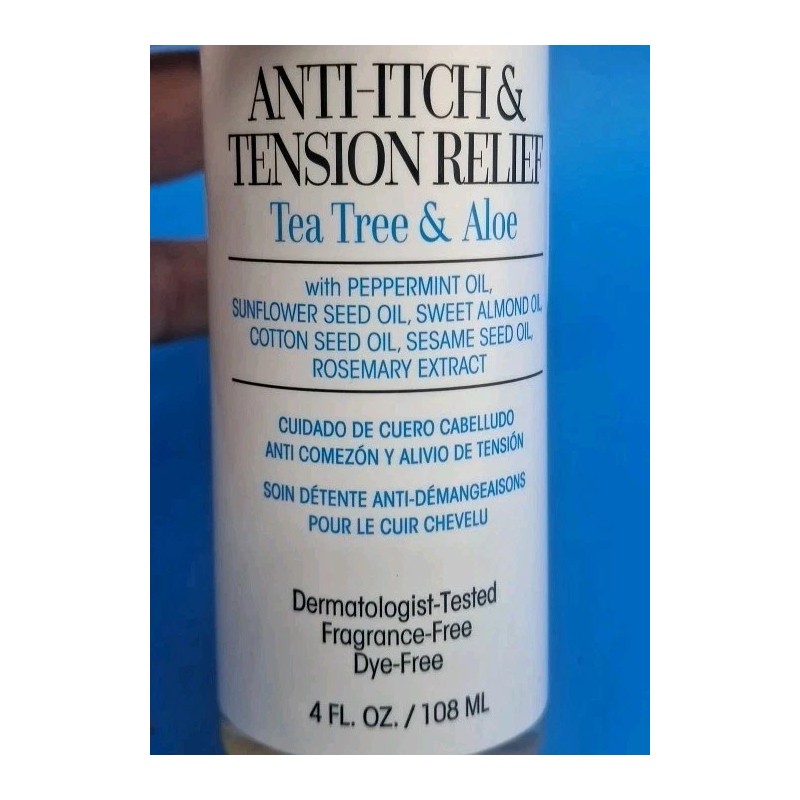 ANTI-ITCH &
TENSION RELIEF
Tea Tree & Aloe
with PEPPERMINT OIL,
SUNFLOWER SEED OIL, SWEET ALMOND OIL,
COTTON SEED OIL, SESAME SEED OIL,
ROSEMARY EXTRACT
CUIDADO DE CUERO CABELLUDO
ANTI COMEZÓN Y ALIVIO DE TENSIÓN
SOIN DÉTENTE ANTI-DÉMANGEAISONS
POUR LE CUIR CHEVELU
Dermatologist-Tested
Fragrance-Free
Dye-Free
4 FL. OZ. / 108 ML